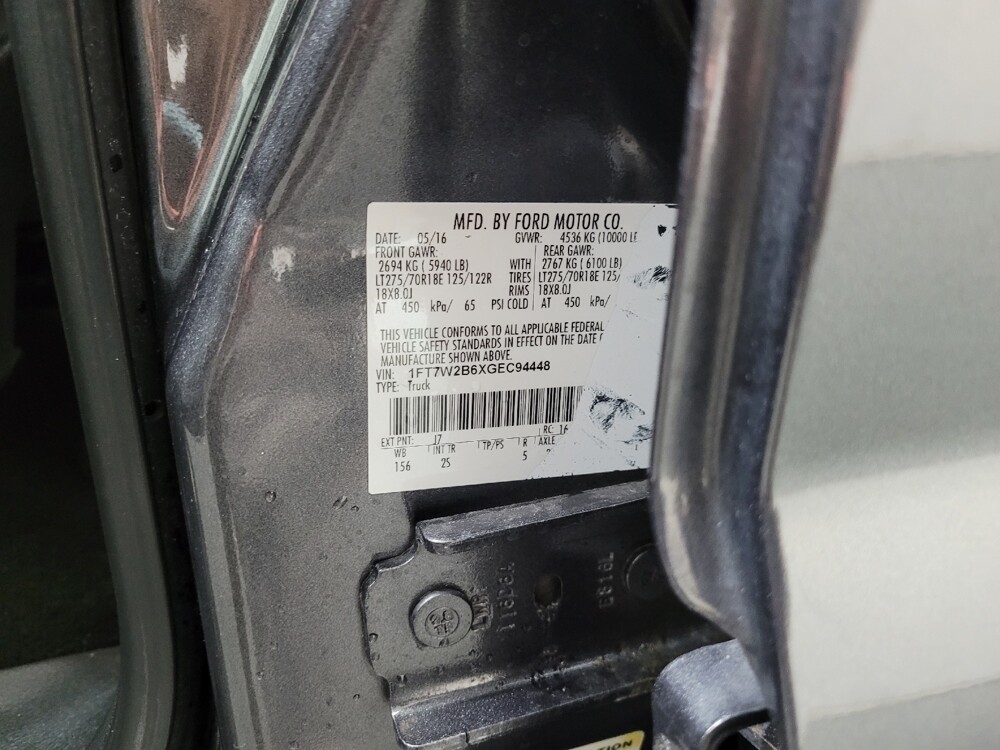 MFD. BY FORD MOTOR CO.
DATE: 05/16 GVWR: 4536 KG (10000 L
FRONT GAWR: REAR GAWR:
2694 KG ( 5940 LB) WITH 2767 KG ( 6100 LB)
LT275/70R18E 125/122R TIRES LT275/70R18E 125/
18X8.0J RIMS 18X8.0J
AT 450 kPa/ 65 PSI COLD AT 450 kPa/
THIS VEHICLE CONFORMS TO ALL APPLICABLE FEDERAL
VEHICLE SAFETY STANDARDS IN EFFECT ON THE DATE
MANUFACTURE SHOWN ABOVE.
VIN: 1FT7W2B6XGEC94448
TYPE: Truck
EXT PNT: J7 RC: 16
WB INT TR TP/PS R AXLE
156 2S 5